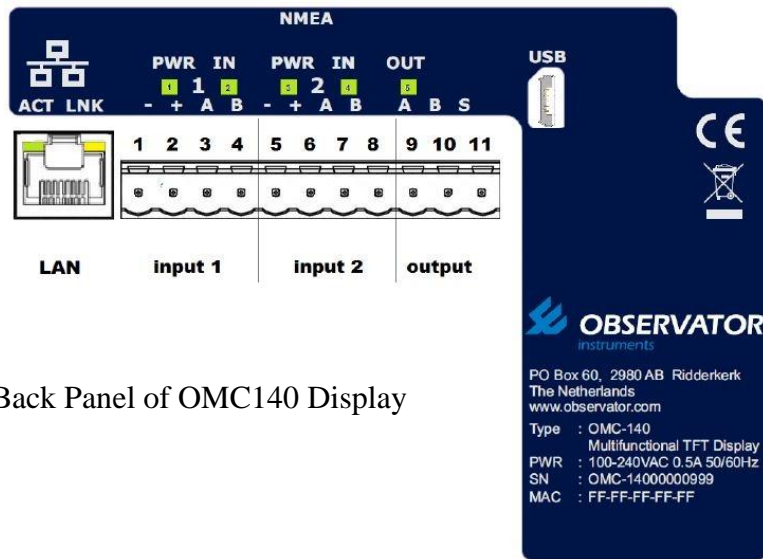 NMEA
PWR IN PWR IN OUT
1 2 3 4 5
1 2
ACT LNK - + A B - + A B A B S
USB
CE
1 2 3 4 5 6 7 8 9 10 11
LAN input 1 input 2 output
OBSERVATOR
instruments
Back Panel of OMC140 Display
PO Box 60, 2980 AB Ridderkerk
The Netherlands
www.observator.com
Type : OMC-140
Multifunctional TFT Display
PWR : 100-240VAC 0.5A 50/60Hz
SN : OMC-14000000999
MAC : FF-FF-FF-FF-FF